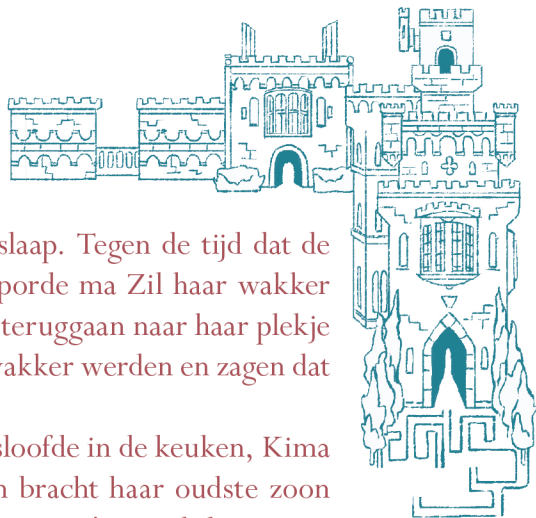 slaap. Tegen de tijd dat de
porde ma Zil haar wakker
teruggaan naar haar plekje
wakker werden en zagen dat
sloofde in de keuken, Kima
bracht haar oudste zoon